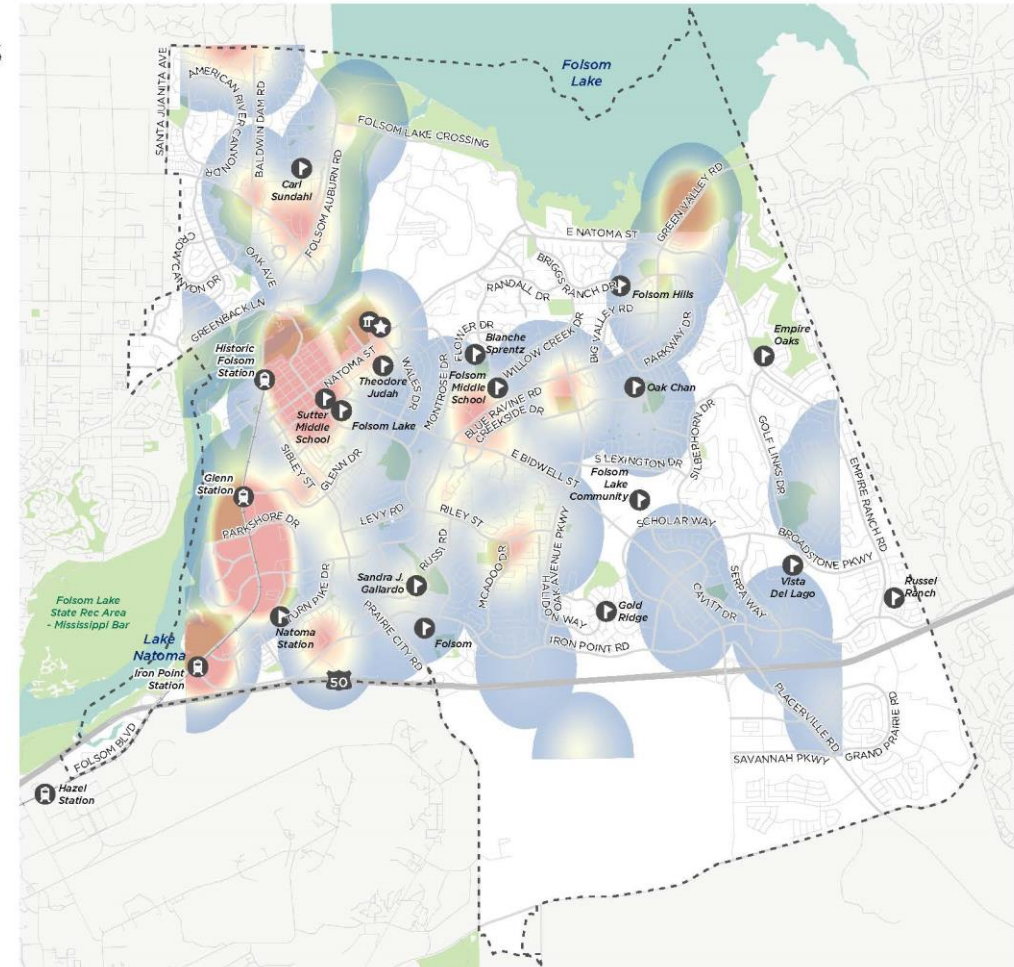 S
Folsom
Lake
SANTA JUANITA AVE
AMERICAN RIVER CANYON DR
BALDWIN DAM RD
FOLSOM LAKE CROSSING
Carl
Sundahl
FOLSOM AUBURN RD
GREEN VALLEY RD
E NATOMA ST
CROW CANYON DR
OAK AVE
BRIGGS RANCH DR
RANDALL DR
Folsom Hills
GREENBACK LN
FLOWER DR
BIG VALLEY RD
PARKWAY DR
Historic
Folsom
Station
NATOMA ST
WALES DR
MONTROSE DR
Blanche
Sprentz
WILLOW CREEK DR
Empire
Oaks
Theodore
Judah
Folsom
Middle
School
Oak Chan
Sutter
Middle
School
Folsom Lake
BLUE RAVINE RD
CREEKSIDE DR
SILBERHORN DR
GOLF LINKS DR
SIBLEY ST
GLENN DR
E BIDWELL ST
S LEXINGTON DR
Folsom
Lake
Community
EMPIRE RANCH RD
Glenn
Station
PARKSHORE DR
LEVY RD
RILEY ST
SCHOLAR WAY
BROADSTONE PKWY
RUSSI RD
OAK AVENUE PKWY
MCADOO DR
HALIDON WAY
Sandra J.
Gallardo
SERPA WAY
CAVITT DR
Vista
Del Lago
Russel
Ranch
Folsom Lake
State Rec Area
- Mississippi Bar
TURN PIKE DR
PRAIRIE CITY RD
Gold
Ridge
Natoma
Station
Folsom
Lake
Natoma
IRON POINT RD
Iron Point
Station
50
PLACERVILLE RD
GRAND PRAIRIE RD
FOLSOM BLVD
SAVANNAH PKWY
Hazel
Station